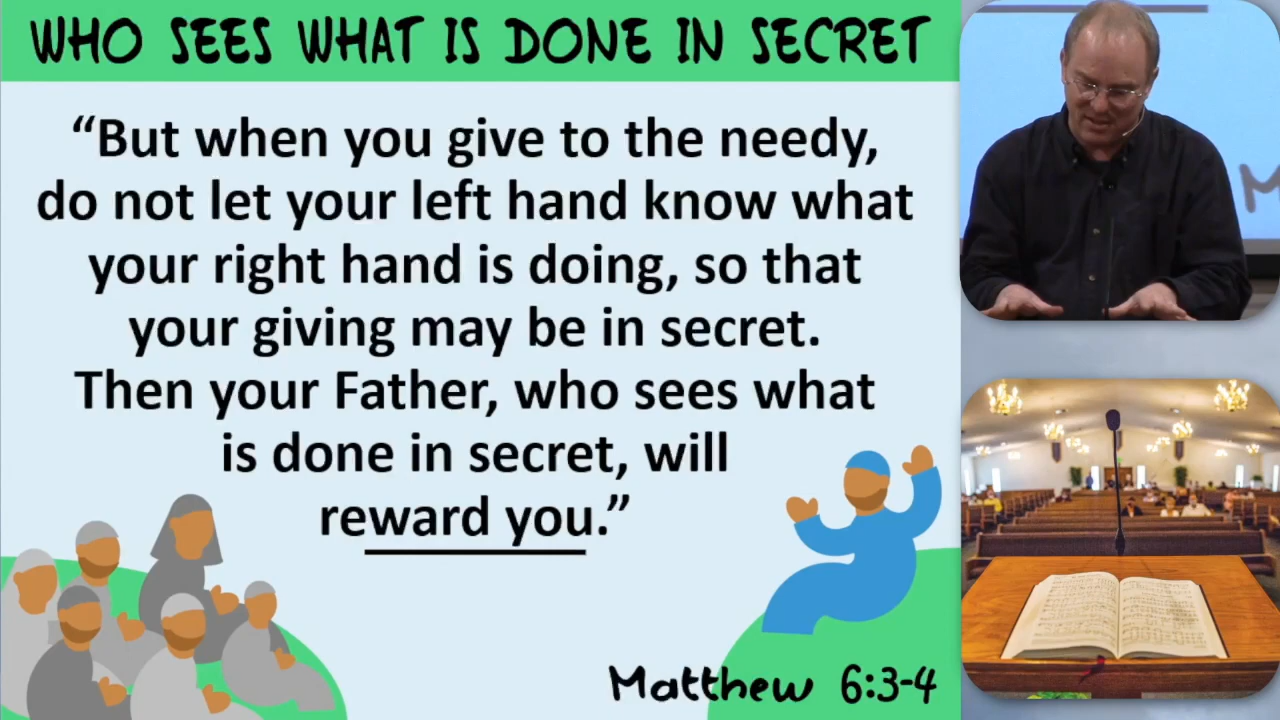 WHO SEES WHAT IS DONE IN SECRET
“But when you give to the needy,
do not let your left hand know what
your right hand is doing, so that
your giving may be in secret.
Then your Father, who sees what
is done in secret, will
reward you.”
Matthew 6:3-4